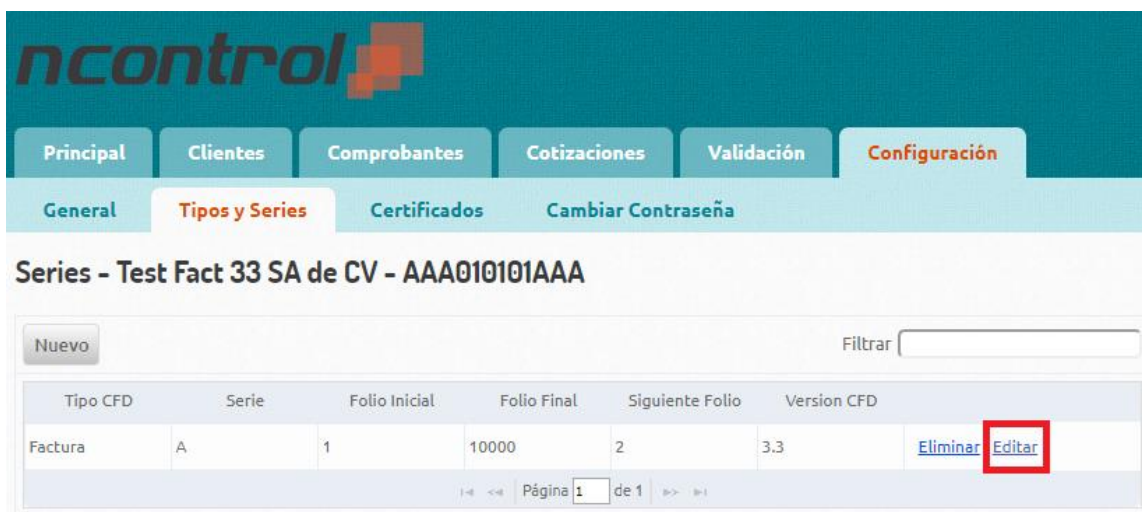 ncontrol
Principal Clientes Comprobantes Cotizaciones Validación Configuración
General Tipos y Series Certificados Cambiar Contraseña
Series - Test Fact 33 SA de CV - AAA010101AAA
Nuevo Filtrar
Tipo CFD Serie Folio Inicial Folio Final Siguiente Folio Version CFD
Factura A 1 10000 2 3.3 Eliminar Editar
Página 1 de 1